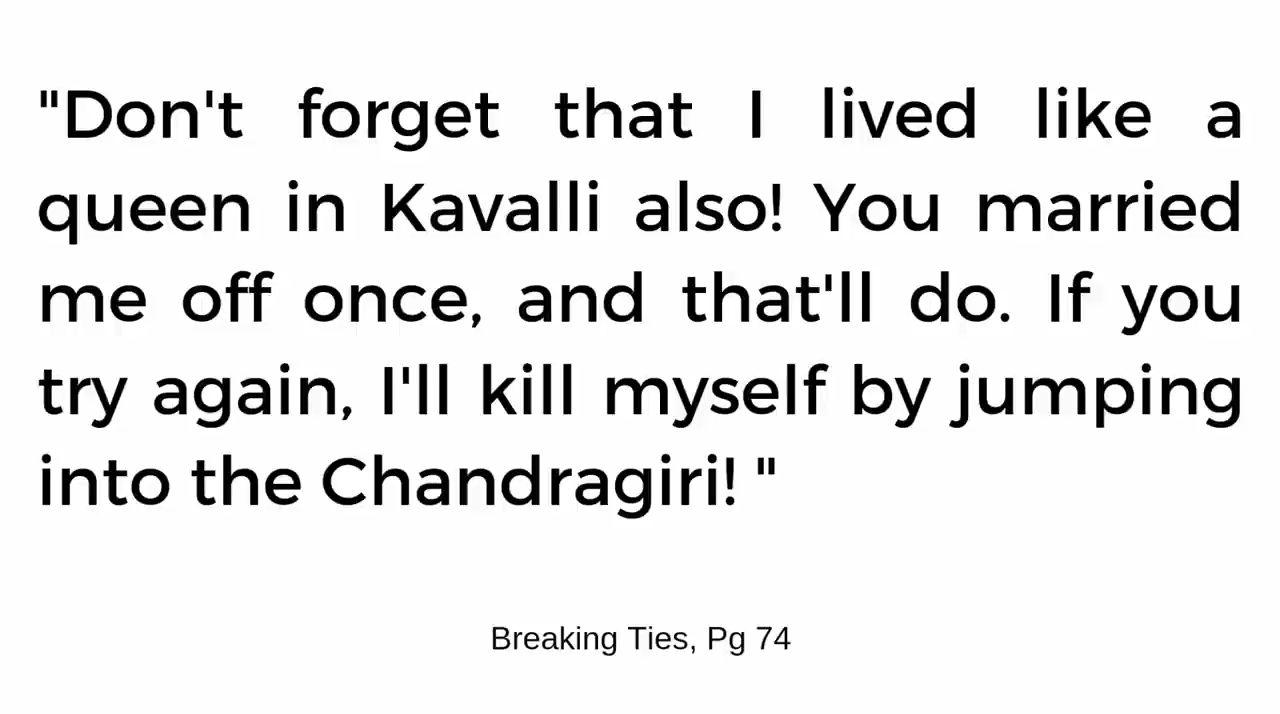 "Don't forget that I lived like a
queen in Kavalli also! You married
me off once, and that'll do. If you
try again, I'll kill myself by jumping
into the Chandragiri! "
Breaking Ties, Pg 74